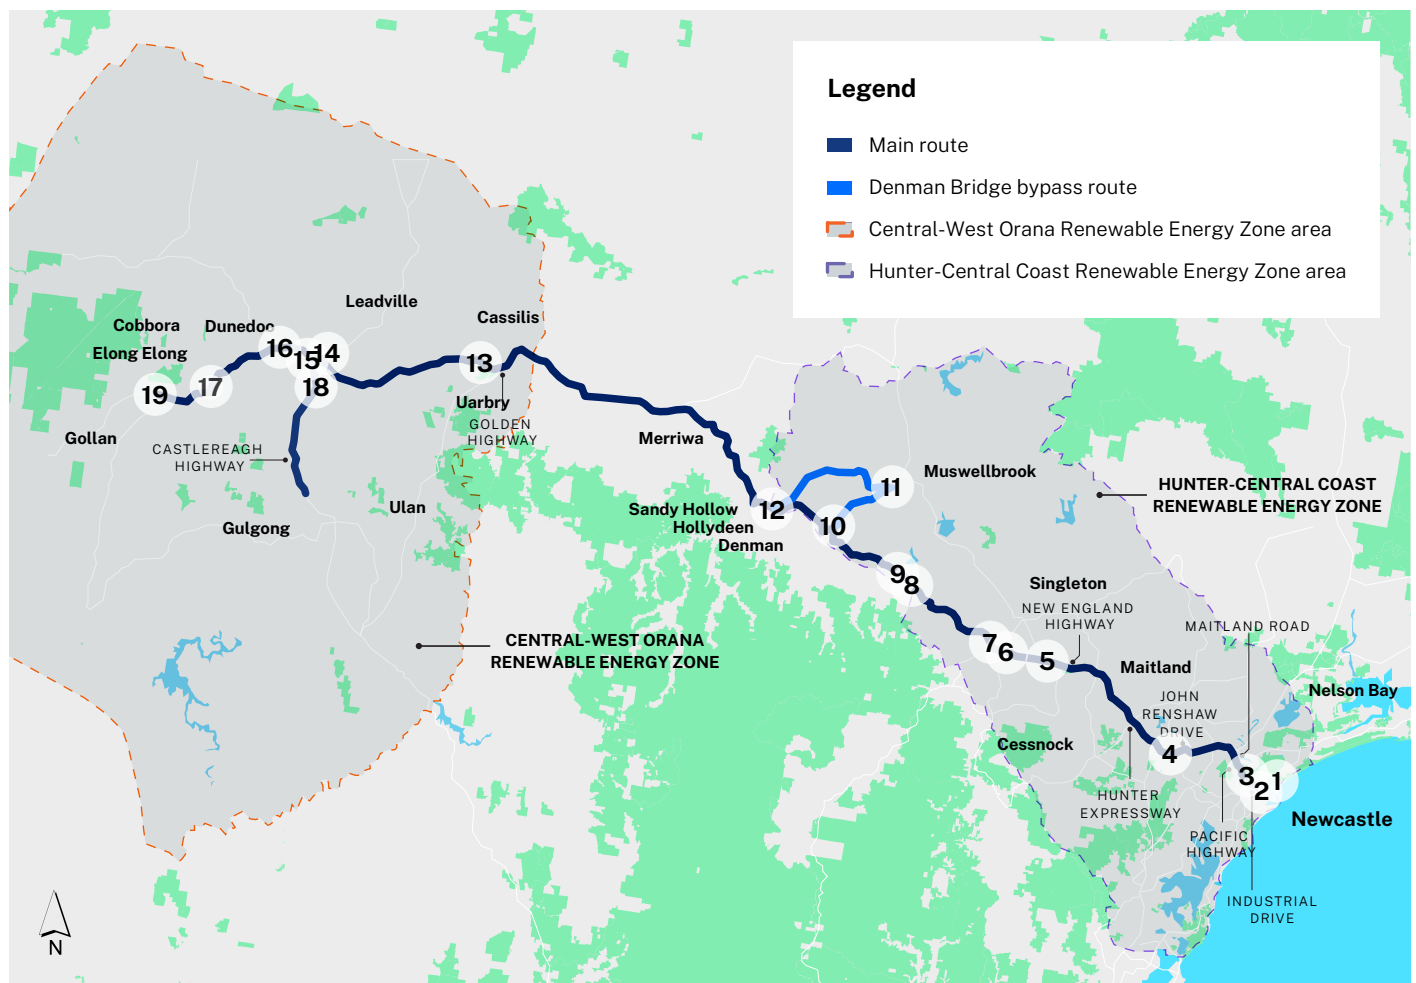 Legend
Main route
Denman Bridge bypass route
Central-West Orana Renewable Energy Zone area
Hunter-Central Coast Renewable Energy Zone area
Leadville
Cassilis
Cobbora
Dunedoo
Elong Elong
16
15
14
13
17
18
19
Uarbry
GOLDEN
HIGHWAY
Gollan
CASTLEREAGH
HIGHWAY
Merriwa
Ulan
Gulgong
Muswellbrook
11
12
10
Sandy Hollow
Hollydeen
Denman
HUNTER-CENTRAL COAST
RENEWABLE ENERGY ZONE
9
8
Singleton
NEW ENGLAND
HIGHWAY
MAITLAND ROAD
7
6
5
CENTRAL-WEST ORANA
RENEWABLE ENERGY ZONE
Maitland
Nelson Bay
JOHN
RENSHAW
DRIVE
Cessnock
4
3
2
1
HUNTER
EXPRESSWAY
Newcastle
PACIFIC
HIGHWAY
INDUSTRIAL
DRIVE
N